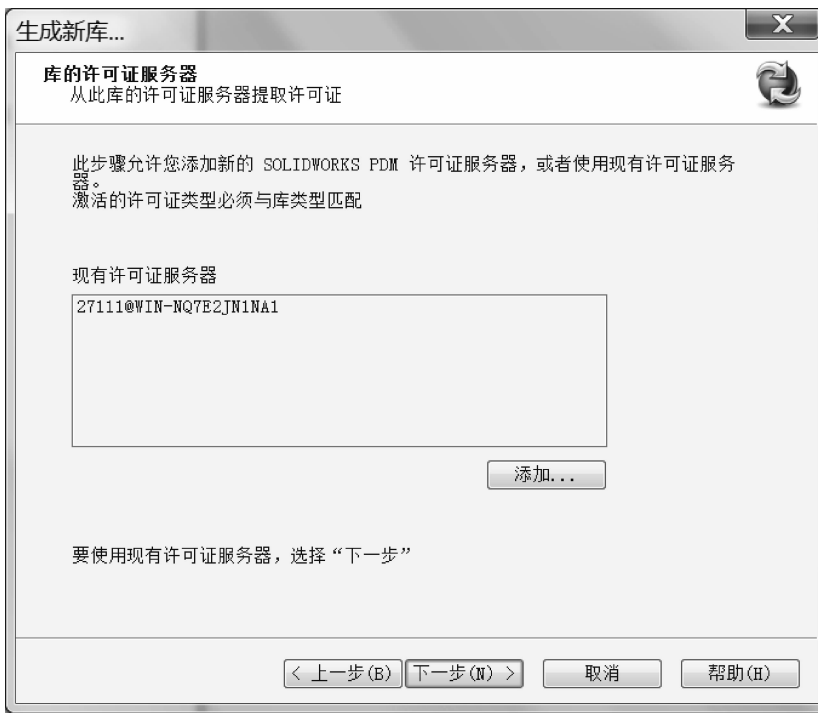 生成新库...
库的许可证服务器
从此库的许可证服务器提取许可证
此步骤允许您添加新的 SOLIDWORKS PDM 许可证服务器，或者使用现有许可证服务
器。
激活的许可证类型必须与库类型匹配
现有许可证服务器
27111@WIN-NQ7E2JN1NA1
添加...
要使用现有许可证服务器，选择“下一步”
< 上一步(B) 下一步(N) > 取消 帮助(H)